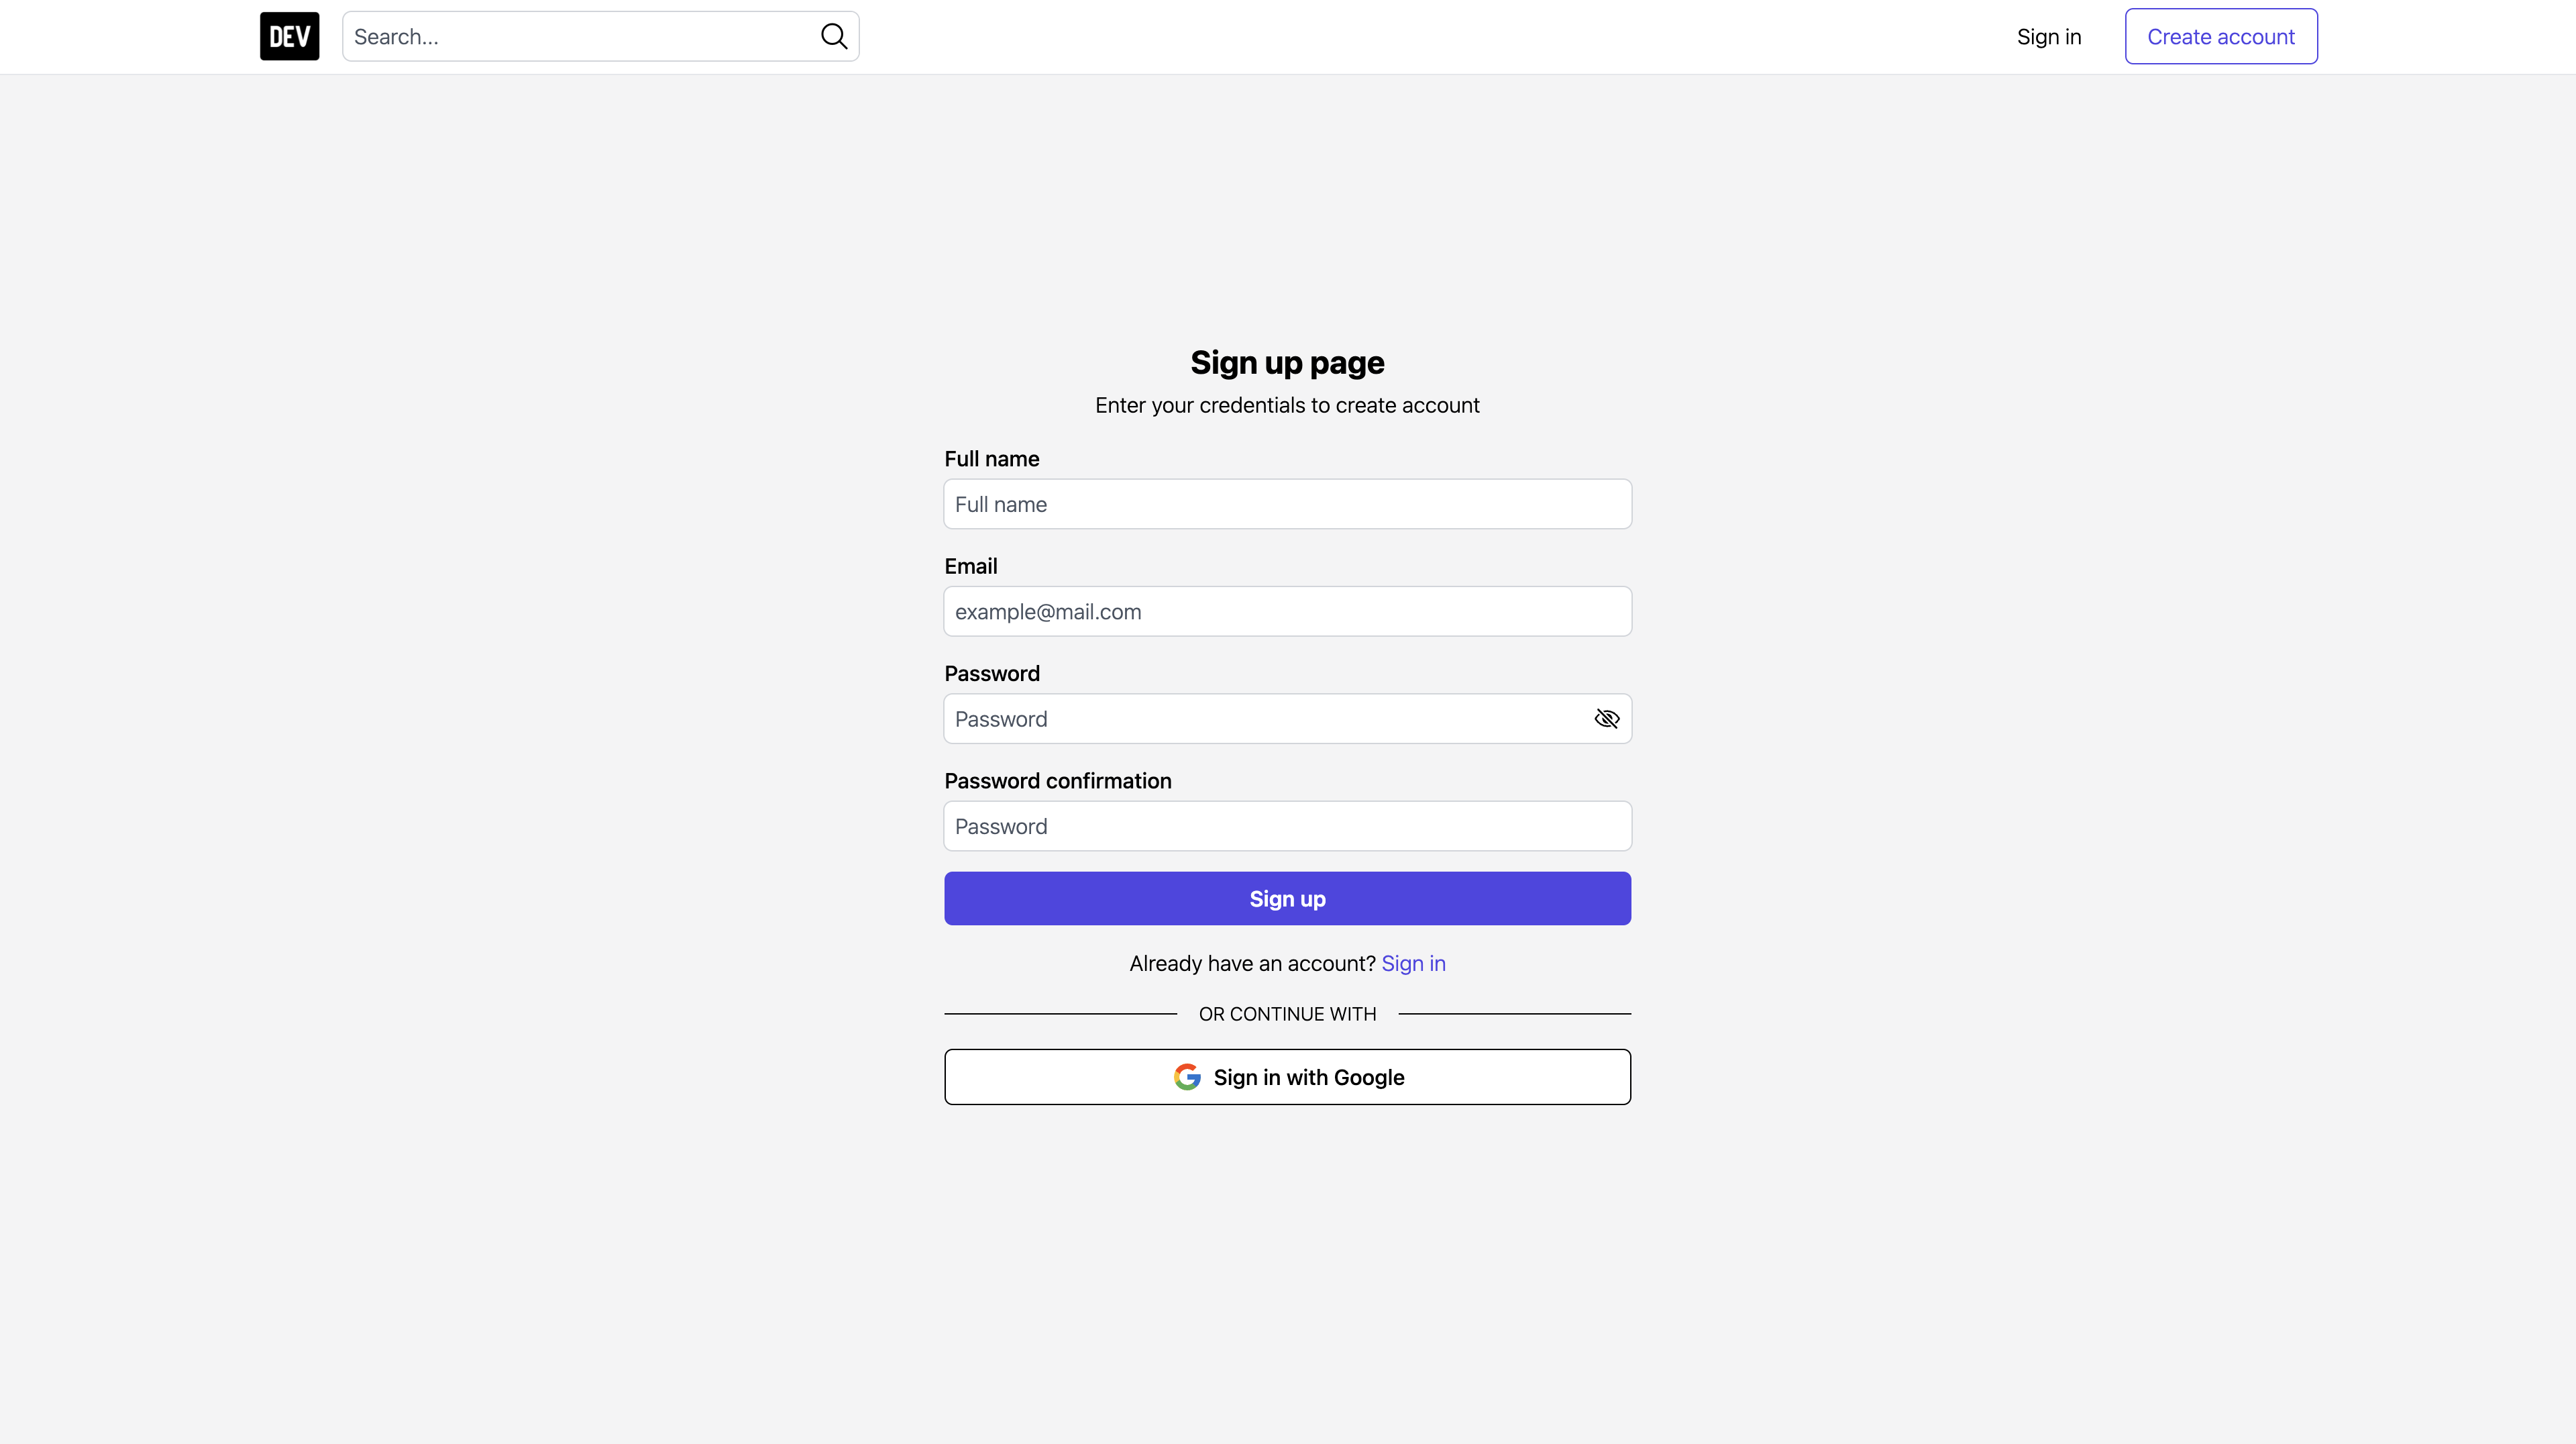 DEV
Search...
Sign in
Create account
Sign up page
Enter your credentials to create account
Full name
Full name
Email
example@mail.com
Password
Password
Password confirmation
Password
Sign up
Already have an account? Sign in
OR CONTINUE WITH
Sign in with Google